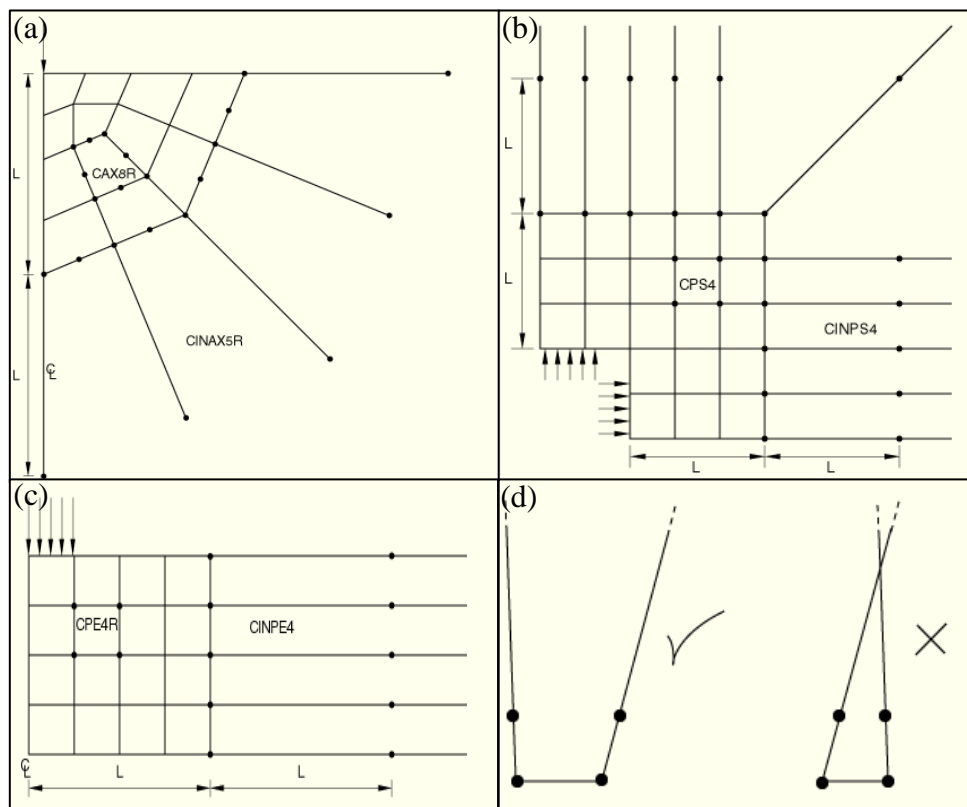 (a)
L
CAX8R
CINAX5R
L
℄
(b)
L
L
CPS4
CINPS4
L
L
(c)
CPE4R
CINPE4
℄
L
L
(d)